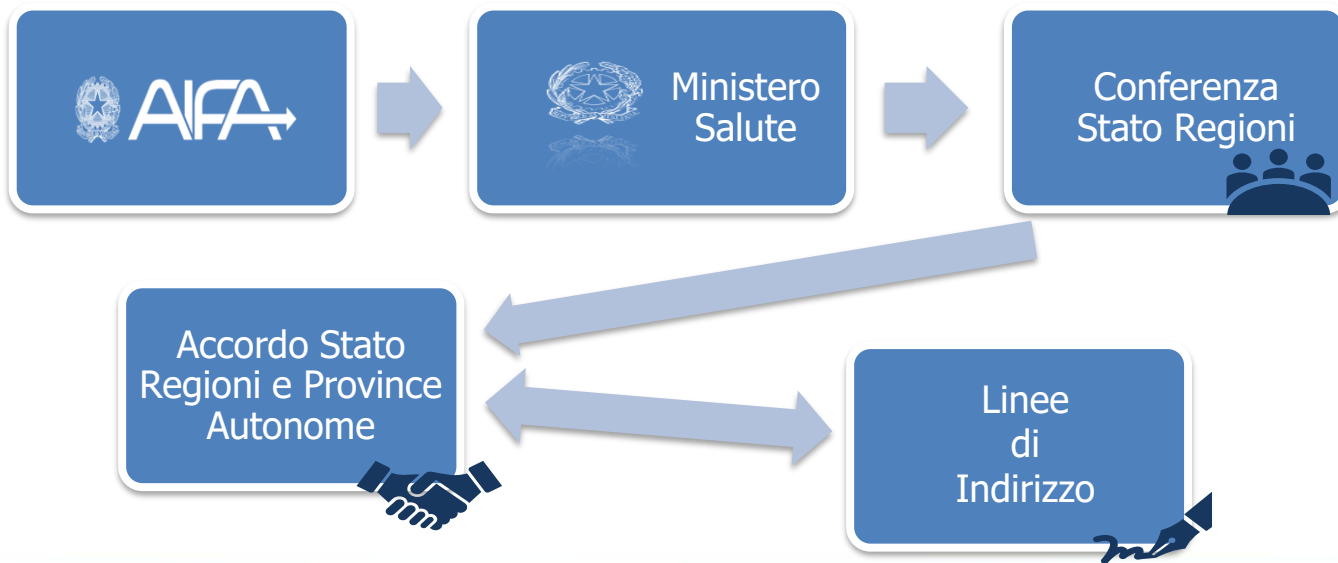 AIFA
Ministero
Salute
Conferenza
Stato Regioni
Accordo Stato
Regioni e Province
Autonome
Linee
di
Indirizzo